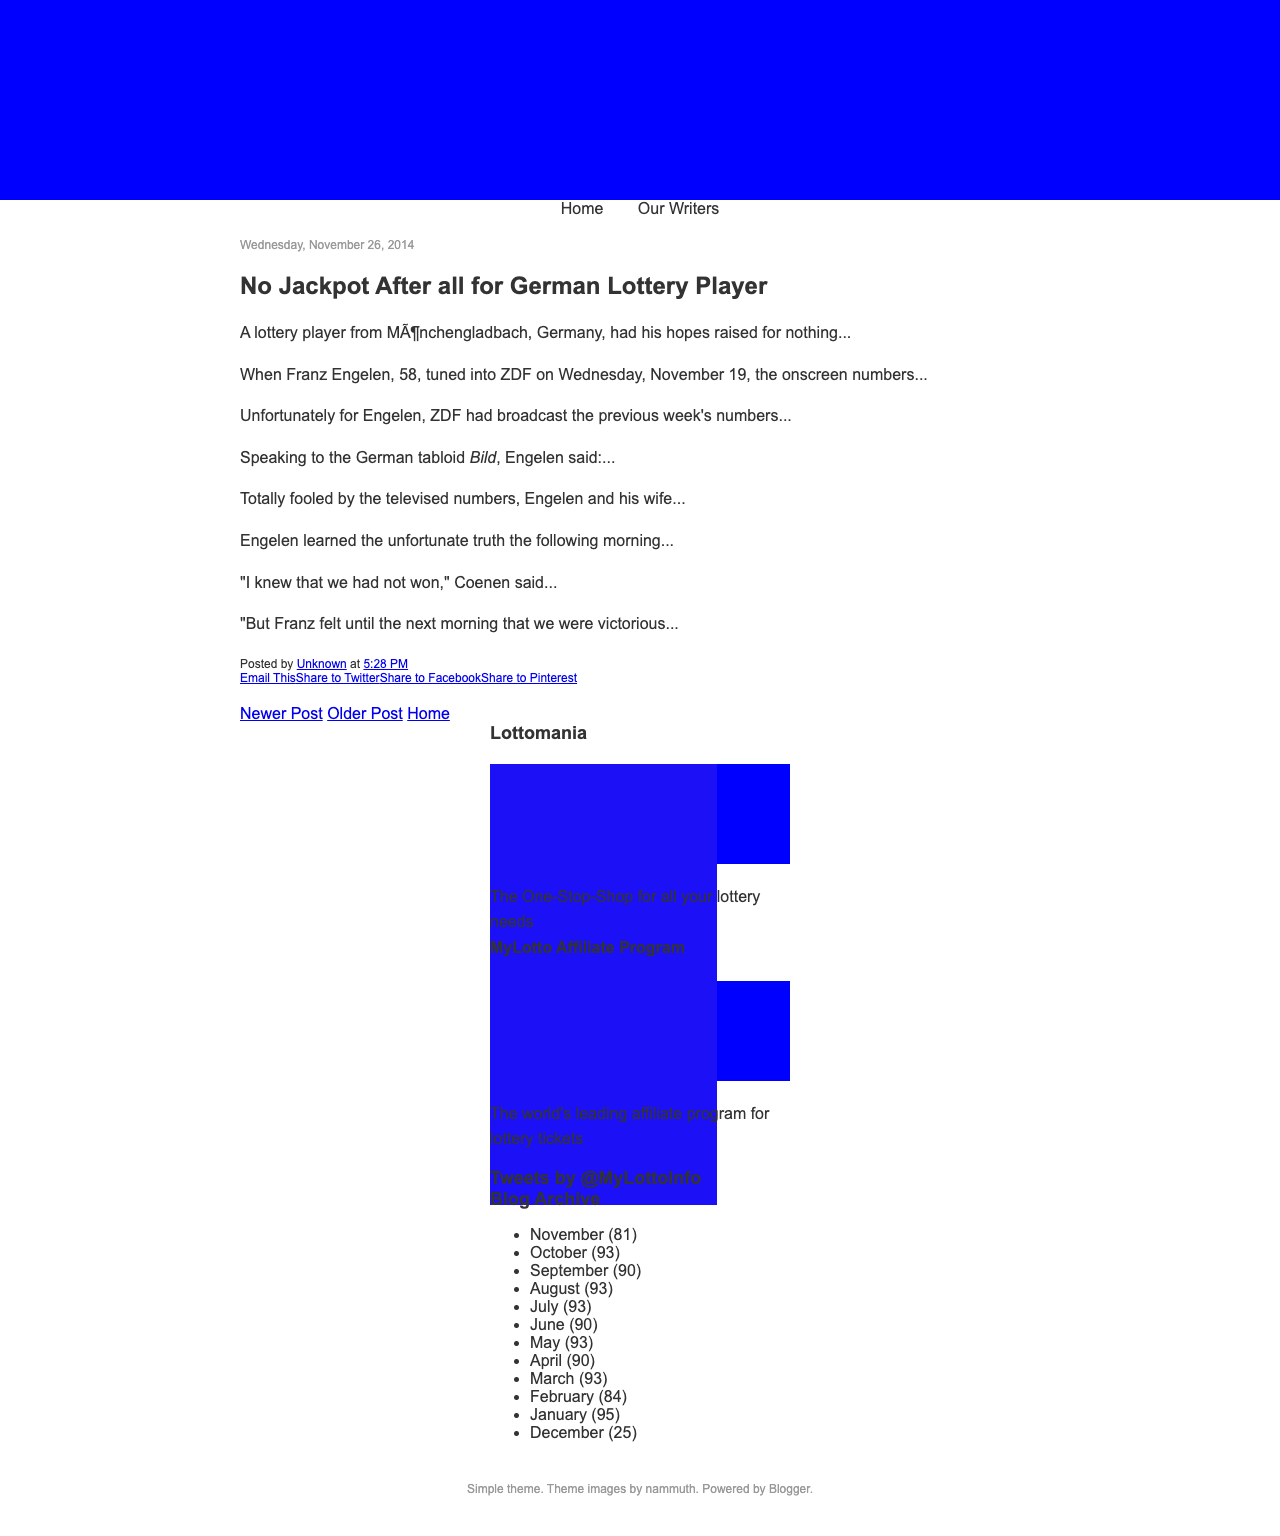 Home Our Writers
Wednesday, November 26, 2014
No Jackpot After all for German Lottery Player
A lottery player from MÃ¶nchengladbach, Germany, had his hopes raised for nothing...
When Franz Engelen, 58, tuned into ZDF on Wednesday, November 19, the onscreen numbers...
Unfortunately for Engelen, ZDF had broadcast the previous week's numbers...
Speaking to the German tabloid Bild, Engelen said:...
Totally fooled by the televised numbers, Engelen and his wife...
Engelen learned the unfortunate truth the following morning...
"I knew that we had not won," Coenen said...
"But Franz felt until the next morning that we were victorious...
Posted by Unknown at 5:28 PM
Email ThisShare to TwitterShare to FacebookShare to Pinterest
Newer Post Older Post Home
Lottomania
The One-Stop-Shop for all your lottery
needs
MyLotto Affiliate Program
The world's leading affiliate program for
lottery tickets
Tweets by @MyLottoInfo
Blog Archive
November (81)
October (93)
September (90)
August (93)
July (93)
June (90)
May (93)
April (90)
March (93)
February (84)
January (95)
December (25)
Simple theme. Theme images by nammuth. Powered by Blogger.